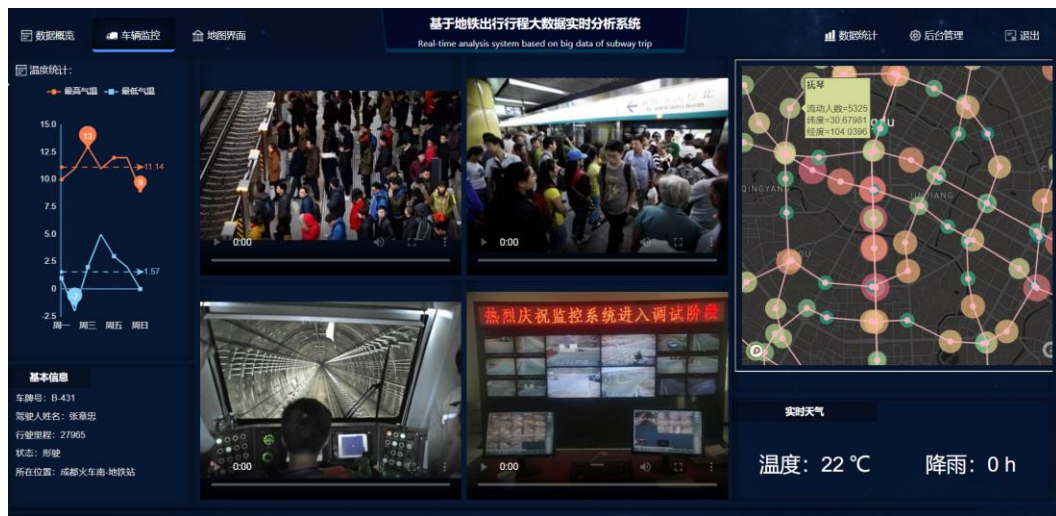 数据概览
车辆监控
地图界面
基于地铁出行行程大数据实时分析系统
Real-time analysis system based on big data of subway trip
数据统计
后台管理
退出
温度统计:
最高气温 最低气温
15.0
12.5
10.0
7.5
5.0
2.5
0
-2.5
13
11.14
9
1.57
-2
周一 周三 周五 周日
基本信息
车牌号: B-431
驾驶人姓名: 张章忠
行驶里程: 27965
状态: 形驶
所在位置: 成都火车南-地铁站
0:00
0:00
0:00
热烈庆祝监控系统进入调试阶段
0:00
抚琴
流动人数=5325
纬度=30.67981
经度=104.0396
QINGYANG
JINJIANG
实时天气
温度: 22 ℃
降雨: 0 h